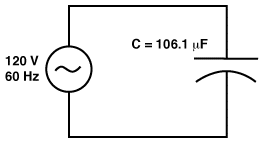 C = 106.1 μF
120 V
60 Hz